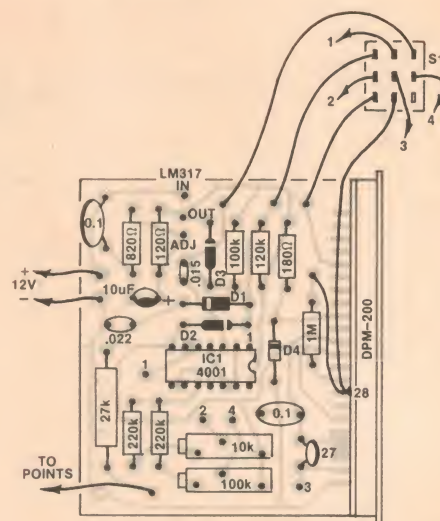 1
S1
2
3
4
LM317
IN
OUT
ADJ
0.1
820Ω
120Ω
.015
D3
100k
120k
180Ω
+
12V
−
10uF
+
D1
.022
D2
1
IC1
4001
D4
1M
DPM-200
28
1
27k
220k
220k
2
4
0.1
10k
100k
27
3
TO
POINTS